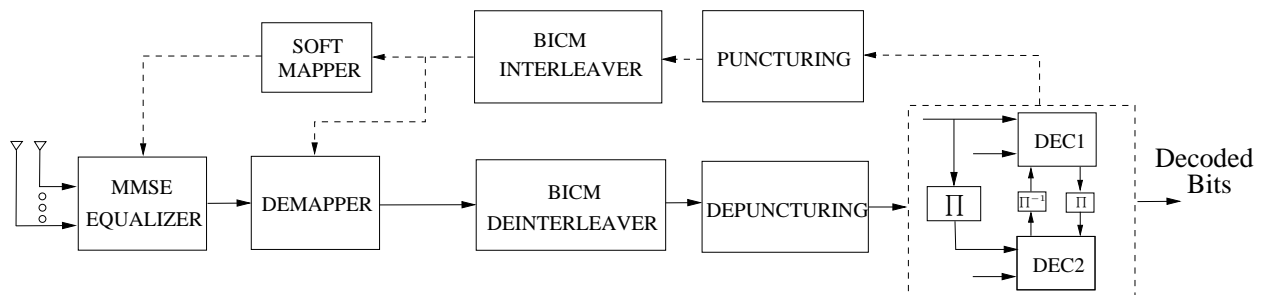 SOFT
MAPPER
BICM
INTERLEAVER
PUNCTURING
MMSE
EQUALIZER
DEMAPPER
BICM
DEINTERLEAVER
DEPUNCTURING
DEC1
∏
∏⁻¹
∏
DEC2
Decoded
Bits